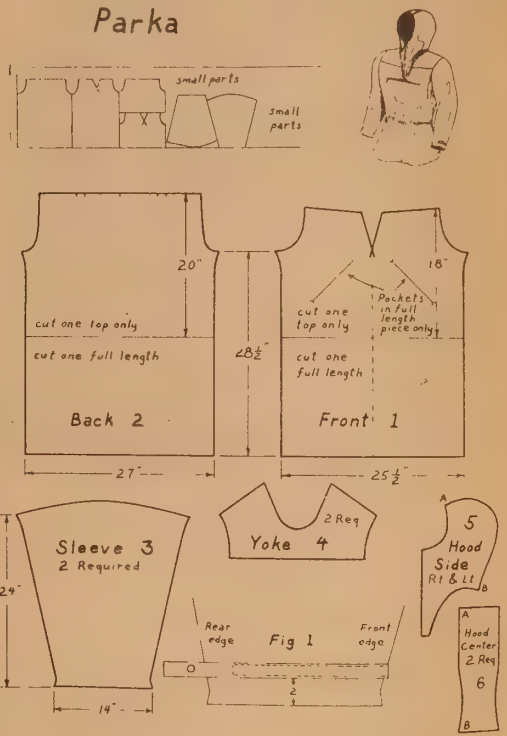 Parka
small parts
small
parts
20"
cut one top only
cut one full length
Back 2
27"
28½"
18"
cut one
top only
Pockets
in full
length
piece only
cut one
full length
Front 1
25½"
Sleeve 3
2 Required
24"
14"
2 Req
Yoke 4
Rear
edge
Fig 1
Front
edge
2
A
5
Hood
Side
Rt & Lt
B
A
Hood
Center
2 Req
6
B